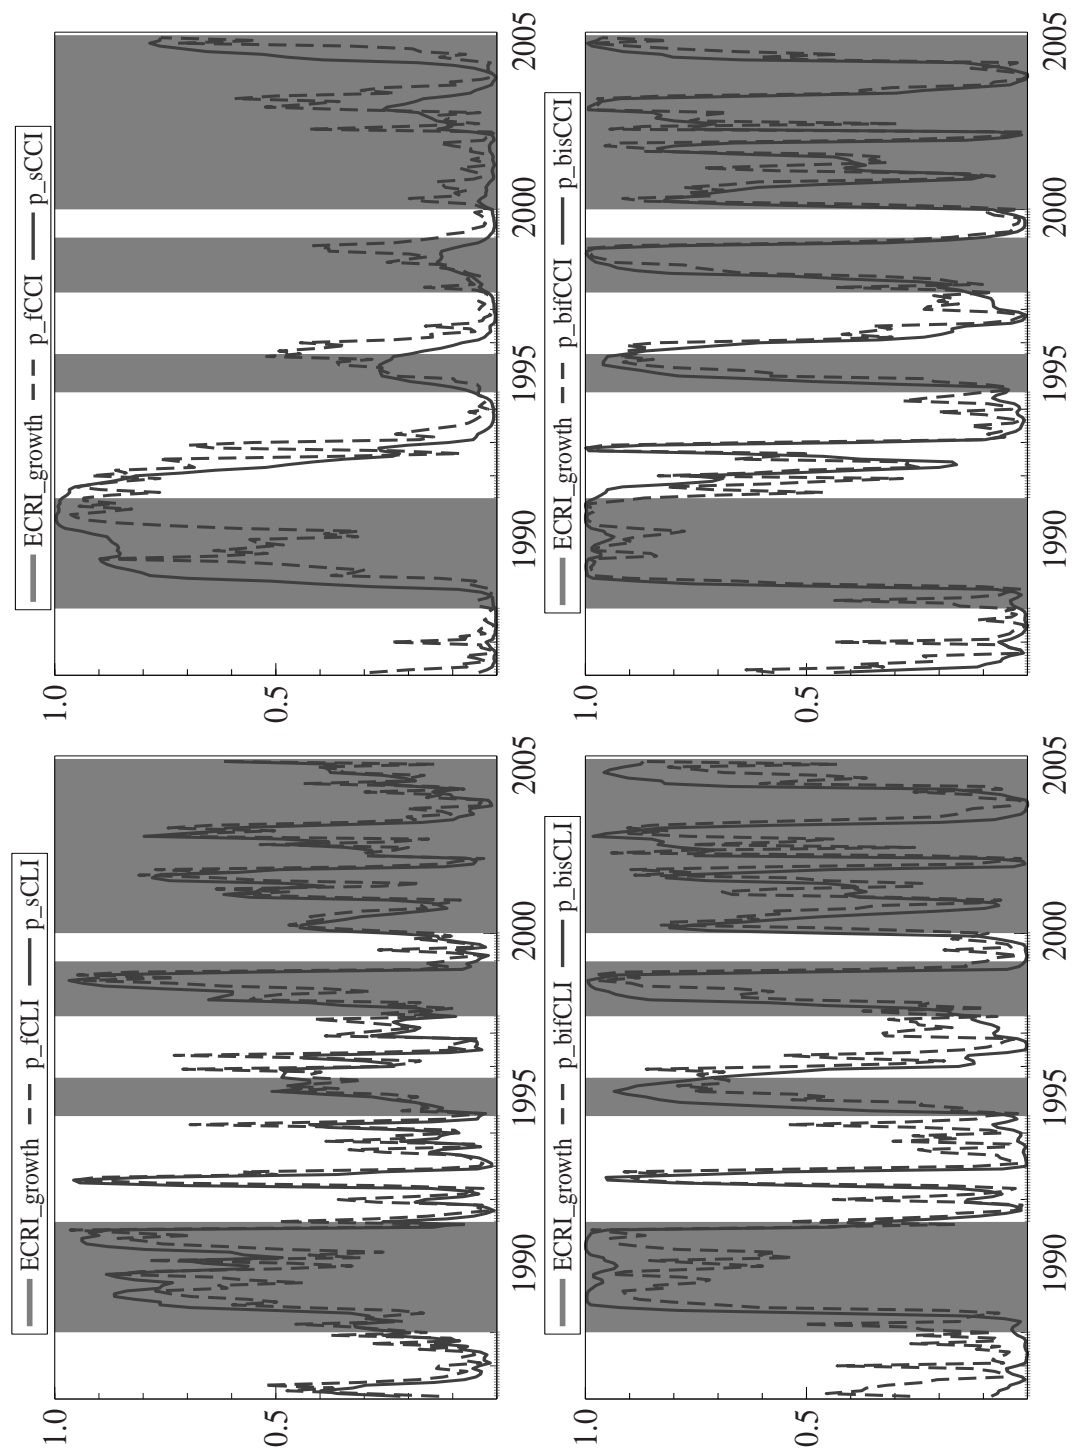 ECRI_growth p_fCLI p_sCLI
1.0
0.5
1990 1995 2000 2005
ECRI_growth p_fCCI p_sCCI
1.0
0.5
1990 1995 2000 2005
ECRI_growth p_bifCLI p_bisCLI
1.0
0.5
1990 1995 2000 2005
ECRI_growth p_bifCCI p_bisCCI
1.0
0.5
1990 1995 2000 2005